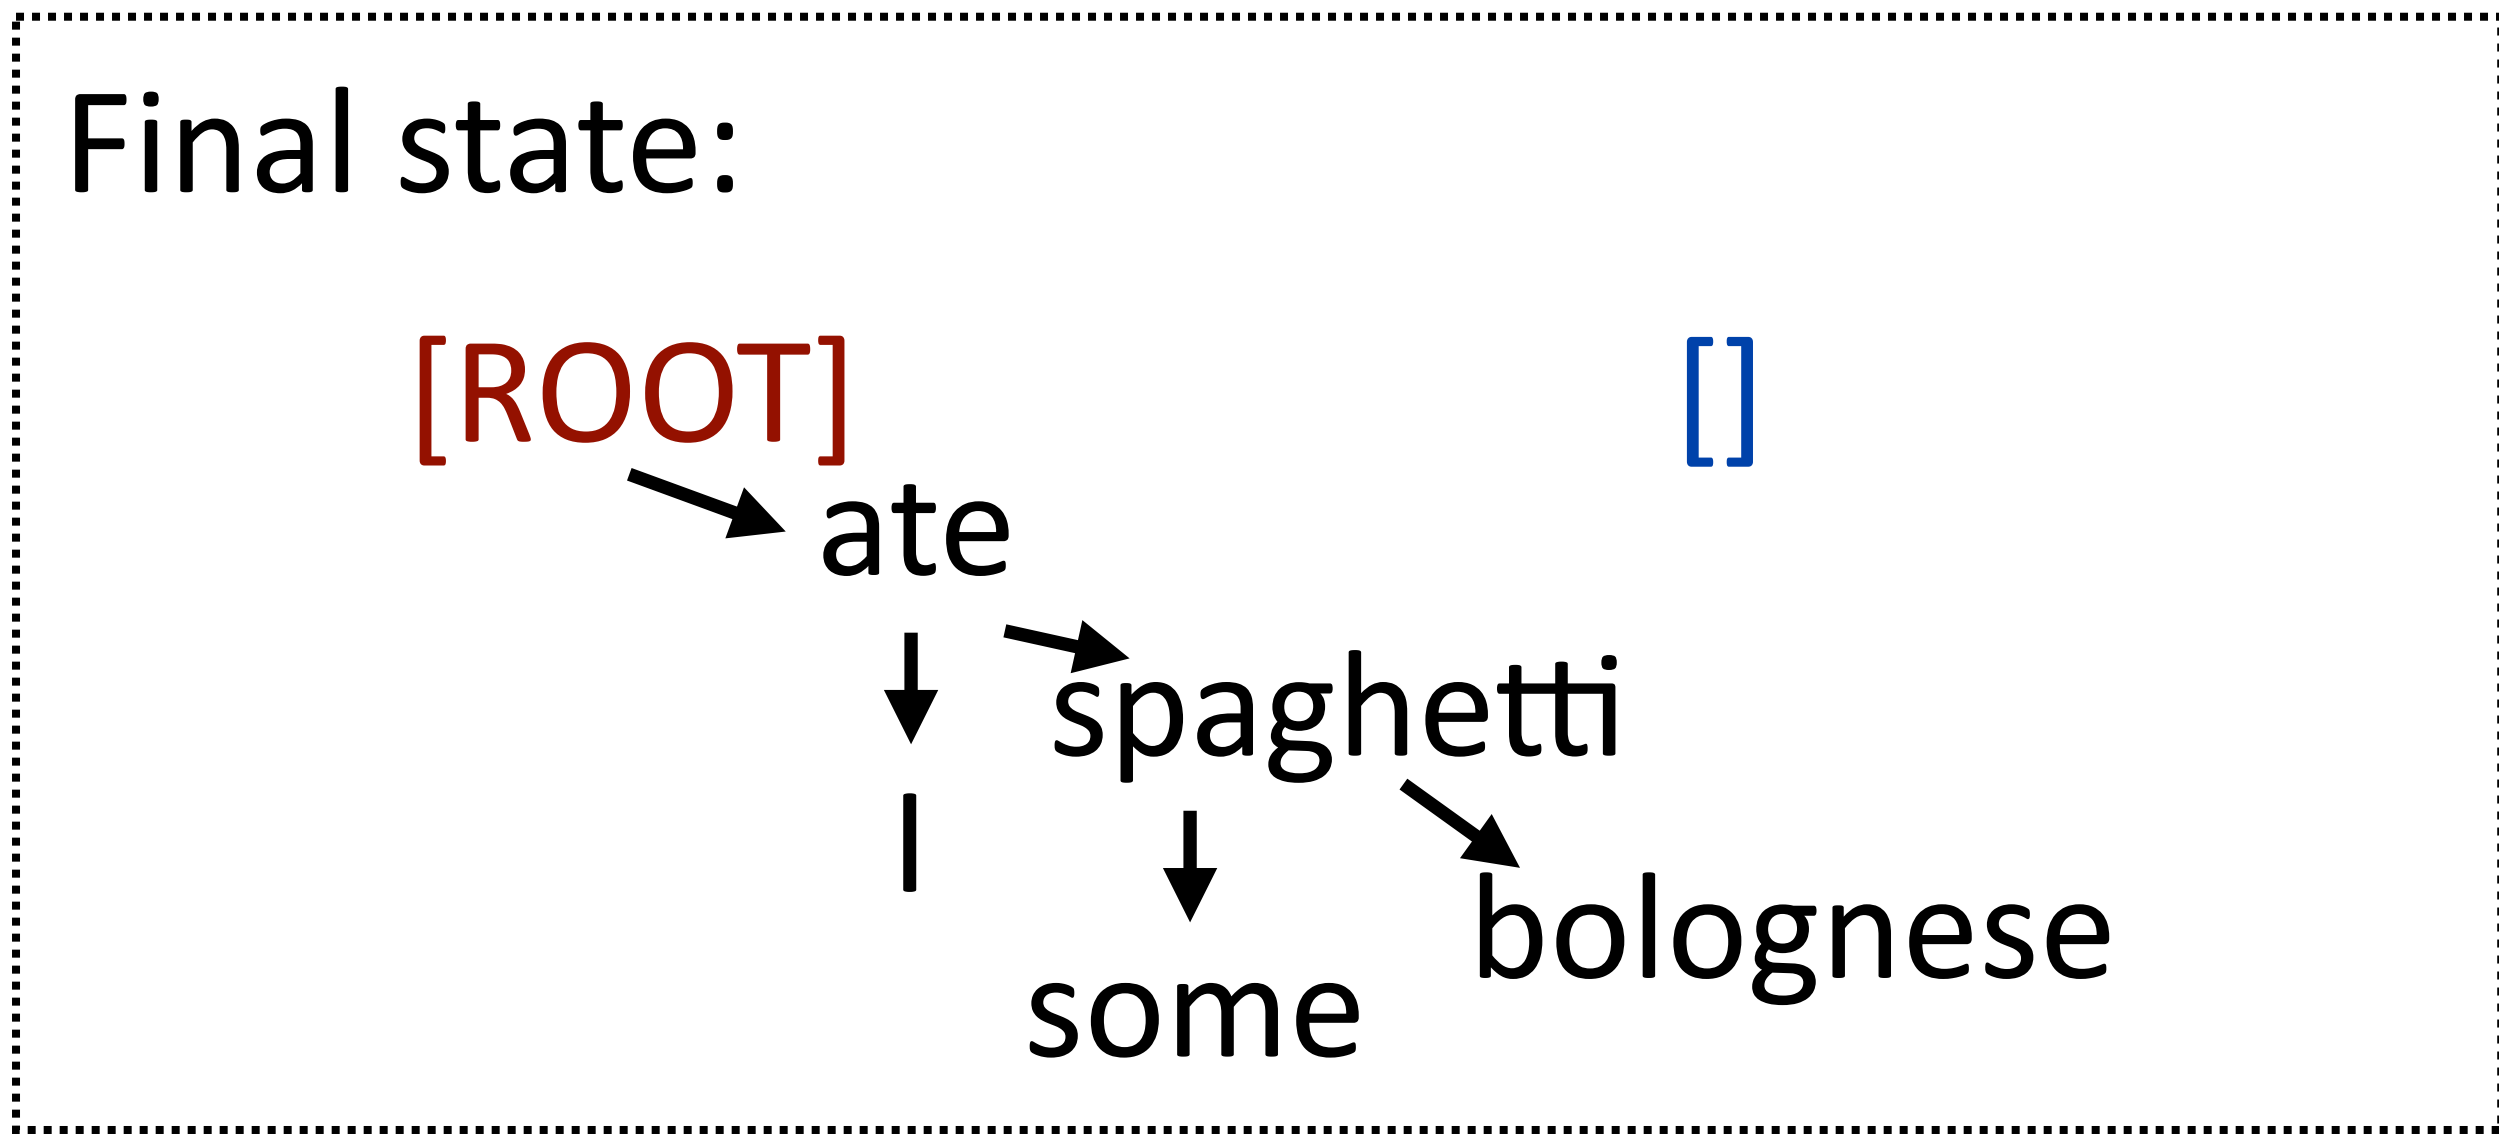 Final state:
[ROOT] []
ate
spaghetti
I
bolognese
some